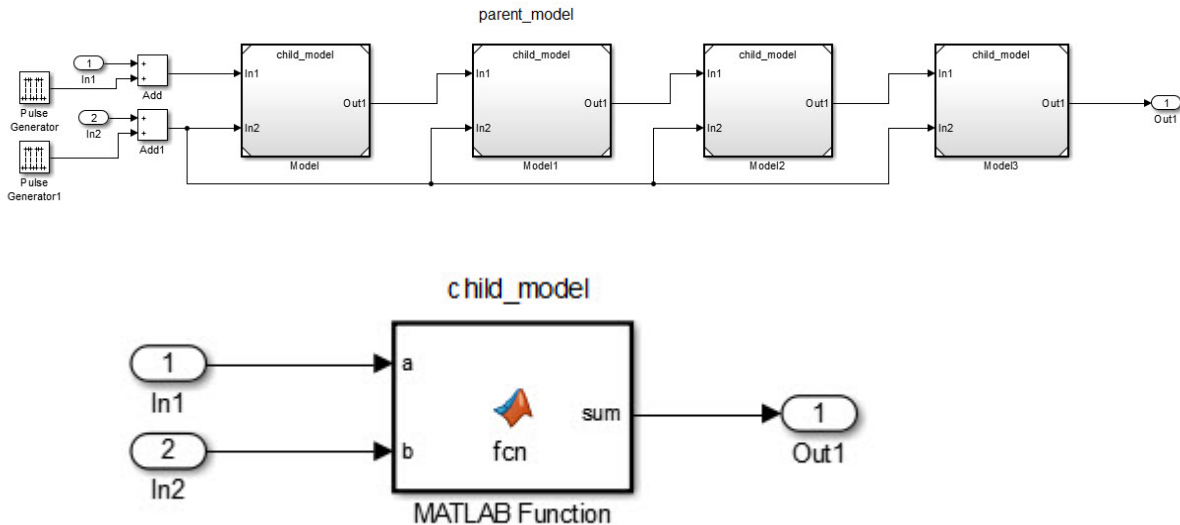 parent_model
child_model
child_model
child_model
child_model
1
In1
+
+
Add
In1
Out1
In2
Model
In1
Out1
In2
Model1
In1
Out1
In2
Model2
In1
Out1
In2
Model3
1
Out1
Pulse
Generator
2
In2
+
+
Add1
Pulse
Generator1
child_model
1
In1
a
sum
1
Out1
2
In2
b
fcn
MATLAB Function